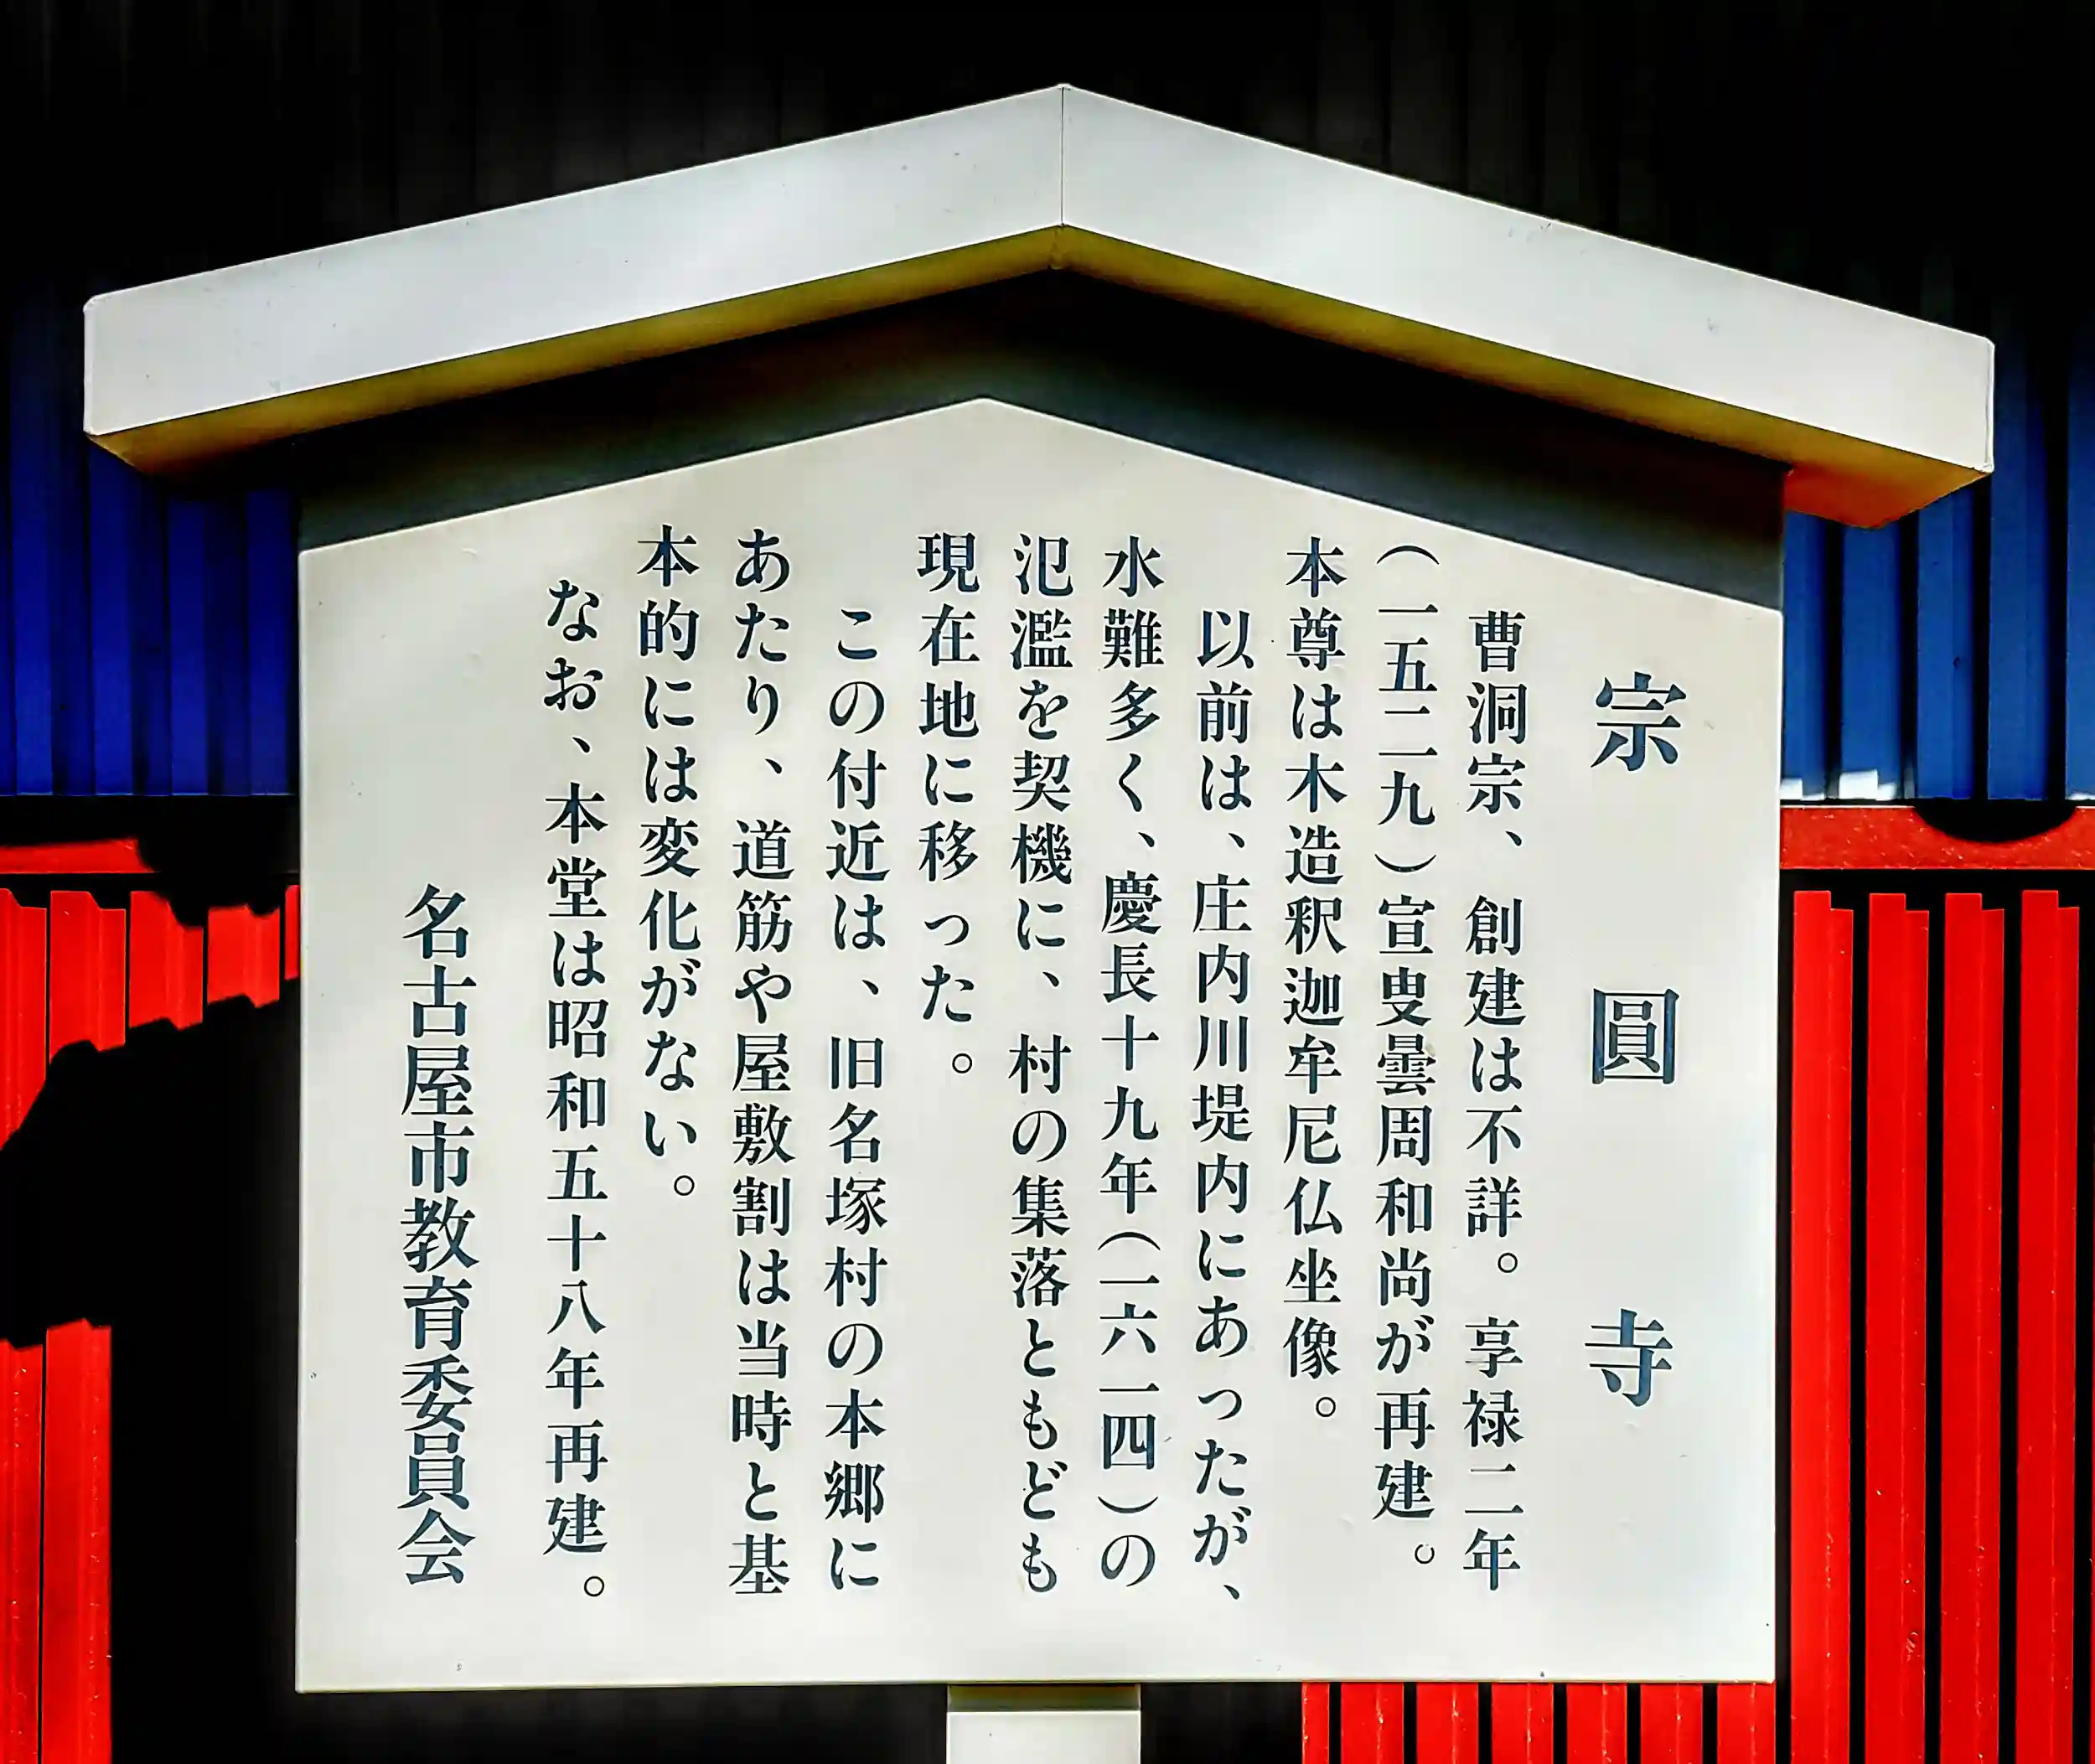 宗圓寺
曹洞宗、創建は不詳。享禄二年
(一五二九)宣叟曇周和尚が再建。
本尊は木造釈迦牟尼仏坐像。
以前は、庄内川堤内にあったが、
水難多く、慶長十九年(一六一四)の
氾濫を契機に、村の集落ともども
現在地に移った。
この付近は、旧名塚村の本郷に
あたり、道筋や屋敷割は当時と基
本的には変化がない。
なお、本堂は昭和五十八年再建。
名古屋市教育委員会